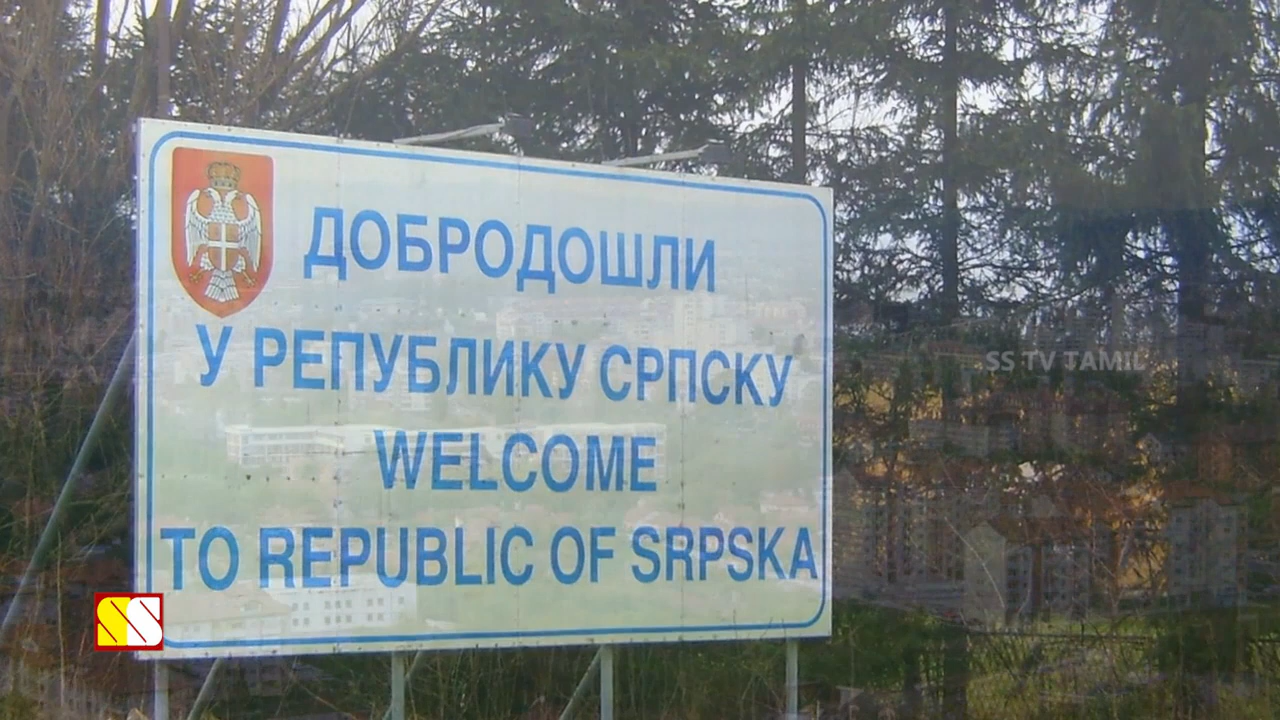 ДОБРОДОШЛИ
У РЕПУБЛИКУ СРПСКУ
WELCOME
TO REPUBLIC OF SRPSKA
SS TV TAMIL